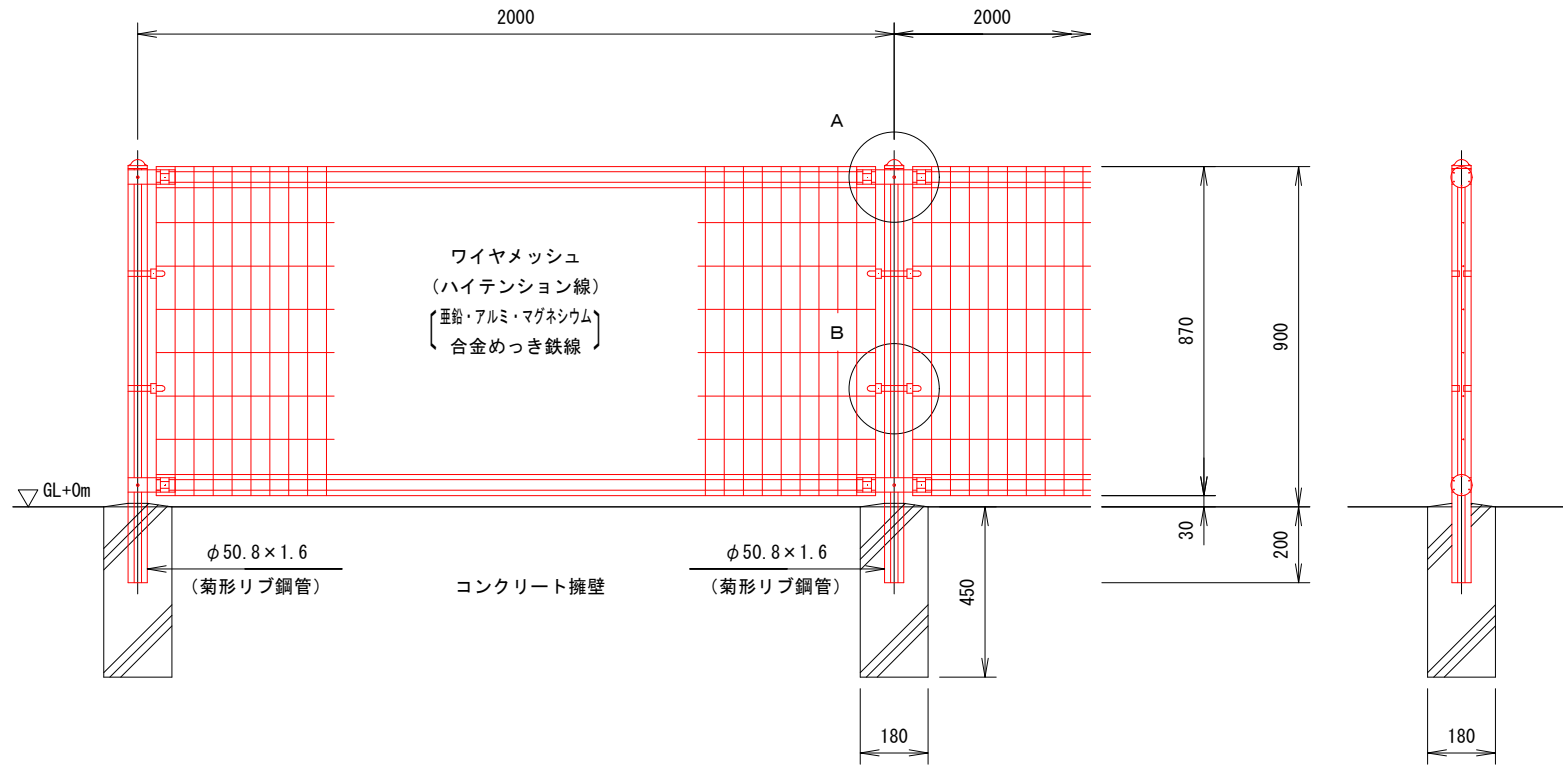 2000
2000
A
ワイヤメッシュ
(ハイテンション線)
亜鉛・アルミ・マグネシウム
合金めっき鉄線
B
870
900
GL+0m
30
200
φ50.8×1.6
(菊形リブ鋼管)
コンクリート擁壁
φ50.8×1.6
(菊形リブ鋼管)
450
180
180